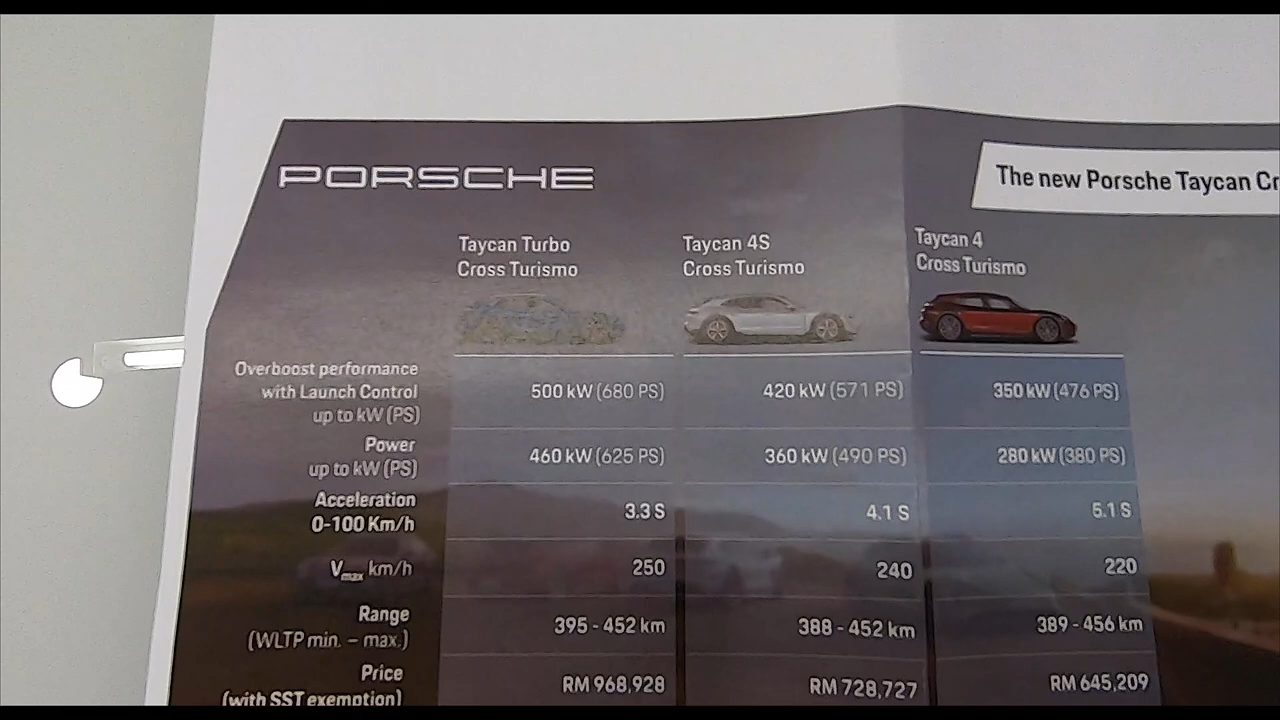 PORSCHE
The new Porsche Taycan Cr
Taycan Turbo
Cross Turismo
Taycan 4S
Cross Turismo
Taycan 4
Cross Turismo
Overboost performance
with Launch Control
up to kW (PS)
500 kW (680 PS)
420 kW (571 PS)
350 kW (476 PS)
Power
up to kW (PS)
460 kW (625 PS)
360 kW (490 PS)
280 kW (380 PS)
Acceleration
0-100 Km/h
3.3 S
4.1 S
5.1 S
Vmax km/h
250
240
220
Range
(WLTP min. – max.)
395 - 452 km
388 - 452 km
389 - 456 km
Price
(with SST exemption)
RM 968,928
RM 728,727
RM 645,209